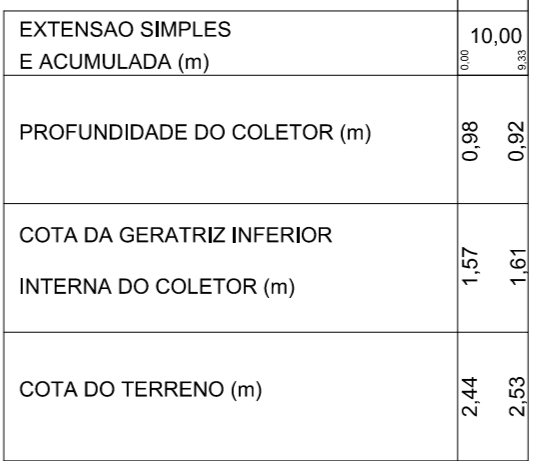 EXTENSAO SIMPLES
E ACUMULADA (m)
10,00
0,00 9,33
PROFUNDIDADE DO COLETOR (m)
0,98 0,92
COTA DA GERATRIZ INFERIOR
INTERNA DO COLETOR (m)
1,57 1,61
COTA DO TERRENO (m)
2,44 2,53